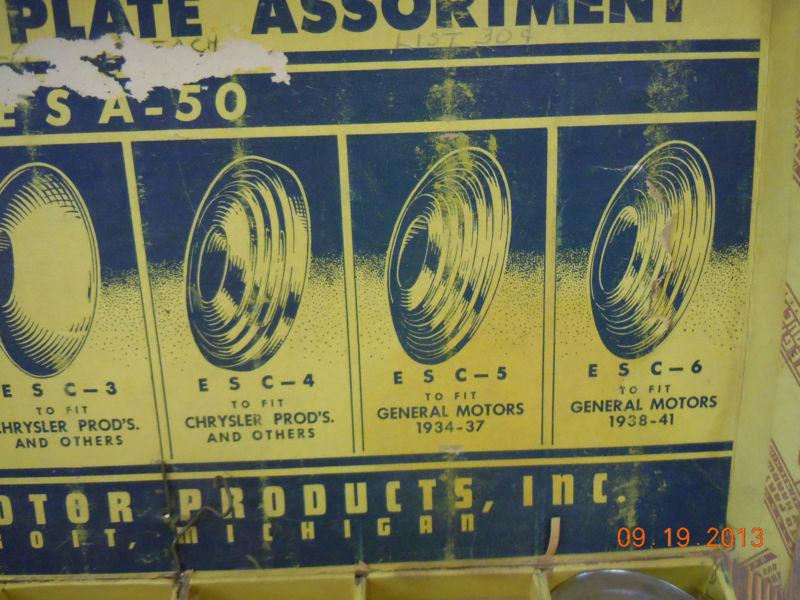 PLATE ASSORTMENT
EACH LIST 30¢
ESA-50
ESC-3
TO FIT
CHRYSLER PROD'S.
AND OTHERS
ESC-4
TO FIT
CHRYSLER PROD'S.
AND OTHERS
ESC-5
TO FIT
GENERAL MOTORS
1934-37
ESC-6
TO FIT
GENERAL MOTORS
1938-41
OTOR PRODUCTS, INC.
ROIT, MICHIGAN
09.19.2013